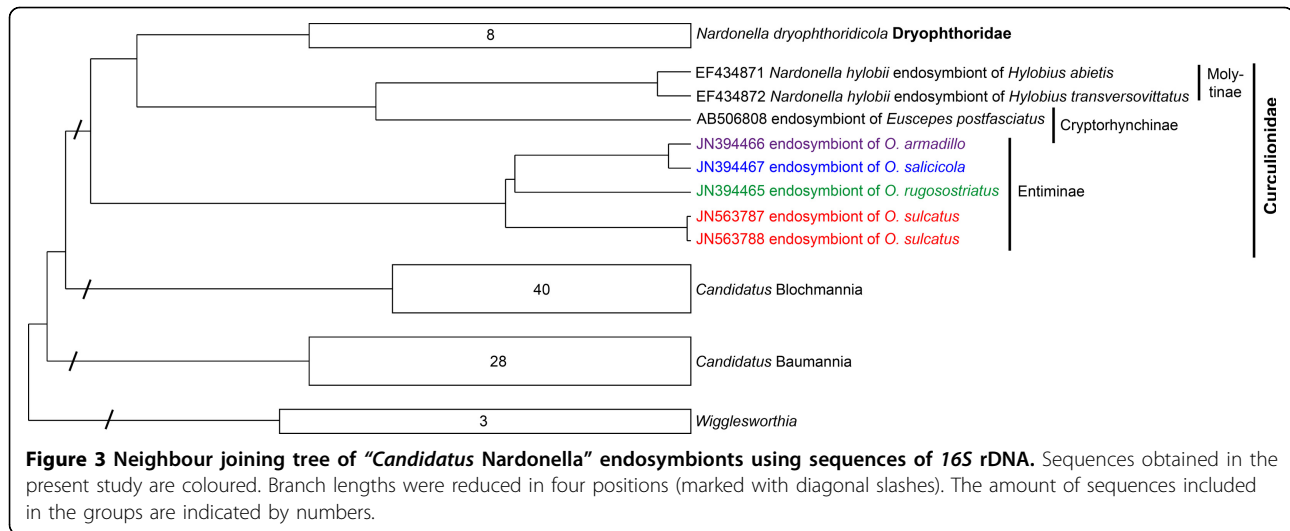 8
Nardonella dryophthoridicola Dryophthoridae
EF434871 Nardonella hylobii endosymbiont of Hylobius abietis
EF434872 Nardonella hylobii endosymbiont of Hylobius transversovittatus
Moly-
tinae
AB506808 endosymbiont of Euscepes postfasciatus
Cryptorhynchinae
JN394466 endosymbiont of O. armadillo
JN394467 endosymbiont of O. salicicola
JN394465 endosymbiont of O. rugosostriatus
JN563787 endosymbiont of O. sulcatus
JN563788 endosymbiont of O. sulcatus
Entiminae
Curculionidae
40
Candidatus Blochmannia
28
Candidatus Baumannia
3
Wigglesworthia
Figure 3 Neighbour joining tree of "Candidatus Nardonella" endosymbionts using sequences of 16S rDNA. Sequences obtained in the
present study are coloured. Branch lengths were reduced in four positions (marked with diagonal slashes). The amount of sequences included
in the groups are indicated by numbers.